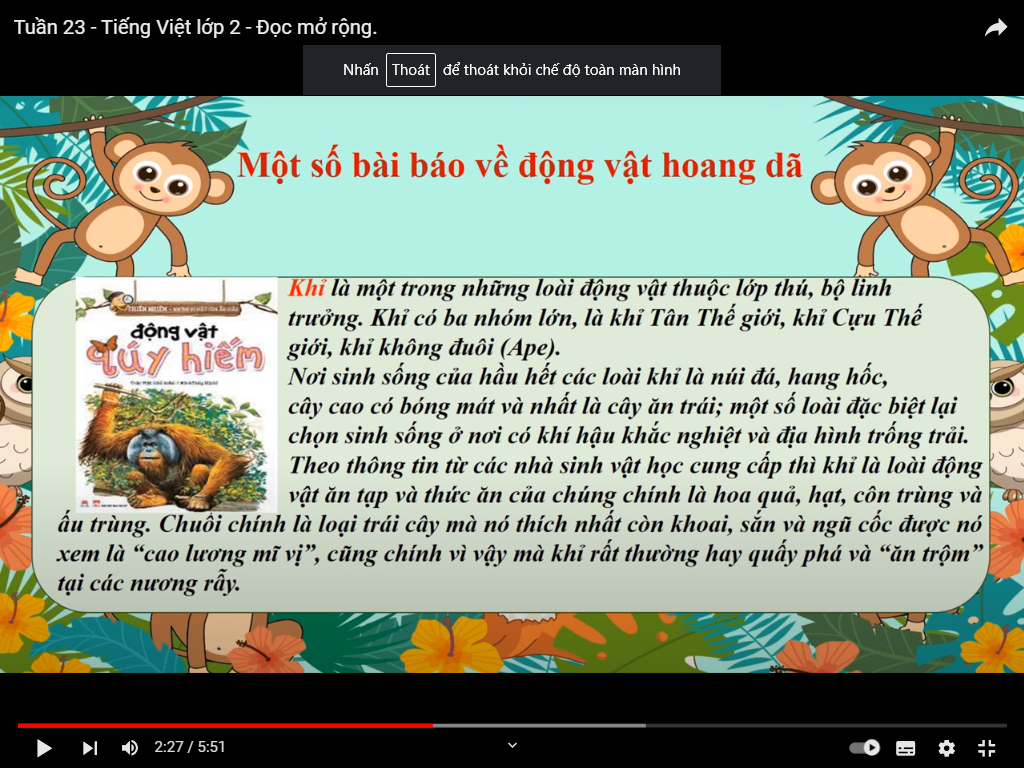 Tuần 23 - Tiếng Việt lớp 2 - Đọc mở rộng.
Nhấn Thoát để thoát khỏi chế độ toàn màn hình
Một số bài báo về động vật hoang dã
động vật
qúy hiếm
Khỉ là một trong những loài động vật thuộc lớp thú, bộ linh
trưởng. Khỉ có ba nhóm lớn, là khỉ Tân Thế giới, khỉ Cựu Thế
giới, khỉ không đuôi (Ape).
Nơi sinh sống của hầu hết các loài khỉ là núi đá, hang hốc,
cây cao có bóng mát và nhất là cây ăn trái; một số loài đặc biệt lại
chọn sinh sống ở nơi có khí hậu khắc nghiệt và địa hình trống trải.
Theo thông tin từ các nhà sinh vật học cung cấp thì khỉ là loài động
vật ăn tạp và thức ăn của chúng chính là hoa quả, hạt, côn trùng và
ấu trùng. Chuối chính là loại trái cây mà nó thích nhất còn khoai, sắn và ngũ cốc được nó
xem là “cao lương mĩ vị”, cũng chính vì vậy mà khỉ rất thường hay quấy phá và “ăn trộm”
tại các nương rẫy.
2:27 / 5:51